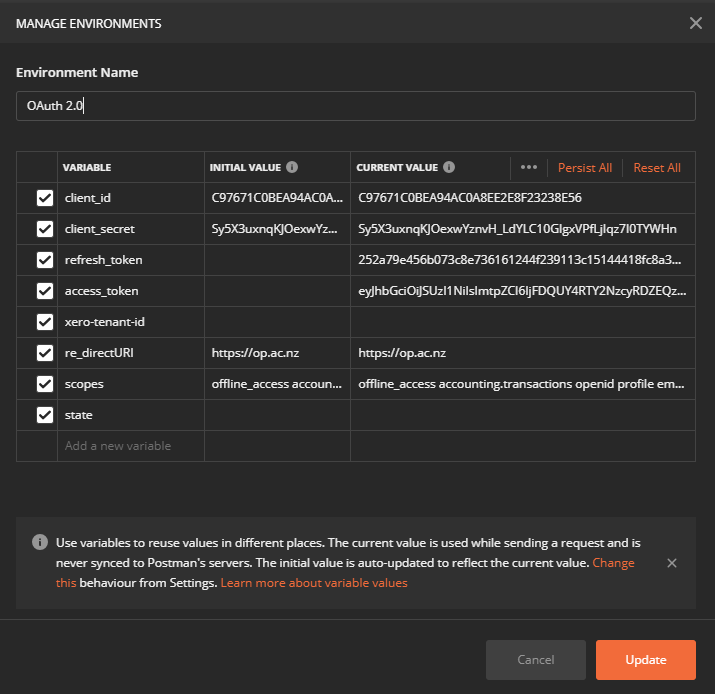 MANAGE ENVIRONMENTS
Environment Name
OAuth 2.0
VARIABLE INITIAL VALUE CURRENT VALUE ••• Persist All Reset All
client_id C97671C0BEA94AC0A... C97671C0BEA94AC0A8EE2E8F23238E56
client_secret Sy5X3uxnqKJOexwYz... Sy5X3uxnqKJOexwYznvH_LdYLC10GlgxVPfLjIqz7I0TYWHn
refresh_token 252a79e456b073c8e736161244f239113c15144418fc8a3...
access_token eyJhbGciOiJSUzI1NiIsImtpZCI6IjFDQUY4RTY2NzcyRDZEQz...
xero-tenant-id
re_directURI https://op.ac.nz https://op.ac.nz
scopes offline_access accoun... offline_access accounting.transactions openid profile em...
state
Add a new variable
Use variables to reuse values in different places. The current value is used while sending a request and is
never synced to Postman's servers. The initial value is auto-updated to reflect the current value. Change
this behaviour from Settings. Learn more about variable values
Cancel Update